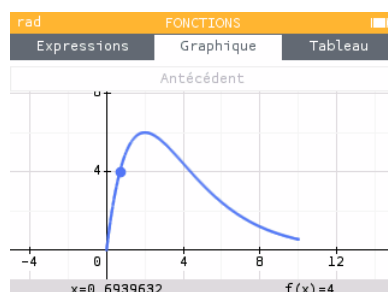 rad FONCTIONS
Expressions Graphique Tableau
Antécédent
4
-4 0 4 8 12
x=0.6939632 f(x)=4